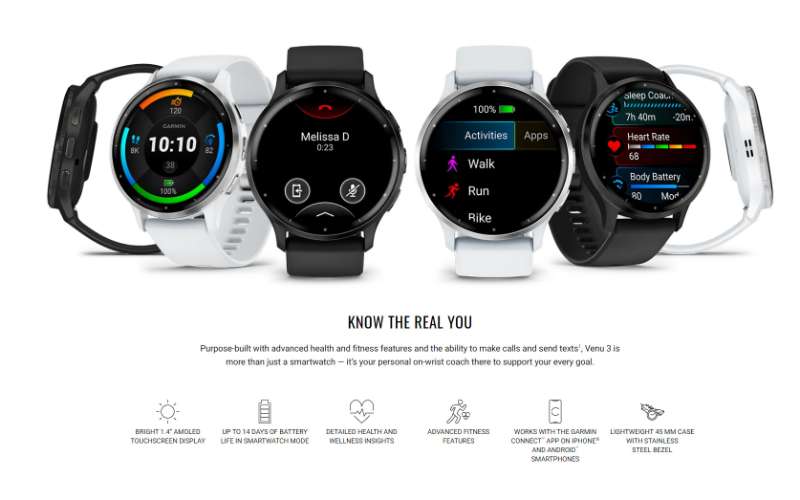 120
GARMIN
10:10
8K
82
38
100%
Melissa D
0:23
100%
Activities Apps
Walk
Run
Bike
Sleep Coach
7h 40m -20n
Heart Rate
68
Body Battery
80 Mod
KNOW THE REAL YOU
Purpose-built with advanced health and fitness features and the ability to make calls and send texts¹, Venu 3 is
more than just a smartwatch — it's your personal on-wrist coach there to support your every goal.
BRIGHT 1.4" AMOLED
TOUCHSCREEN DISPLAY
UP TO 14 DAYS OF BATTERY
LIFE IN SMARTWATCH MODE
DETAILED HEALTH AND
WELLNESS INSIGHTS
ADVANCED FITNESS
FEATURES
WORKS WITH THE GARMIN
CONNECT™ APP ON IPHONE®
AND ANDROID™
SMARTPHONES
LIGHTWEIGHT 45 MM CASE
WITH STAINLESS
STEEL BEZEL